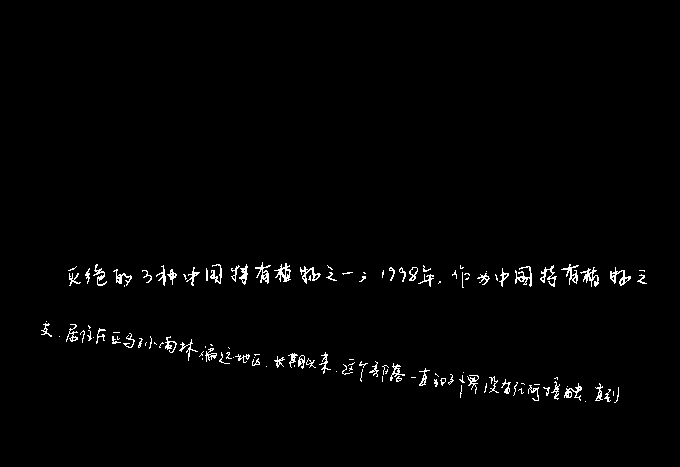 灭绝的3种中国特有植物之一；1998年，作为中国特有植物之
支，居住在亚马孙雨林偏远地区，长期以来，这个部落一直和外界没有任何接触，直到